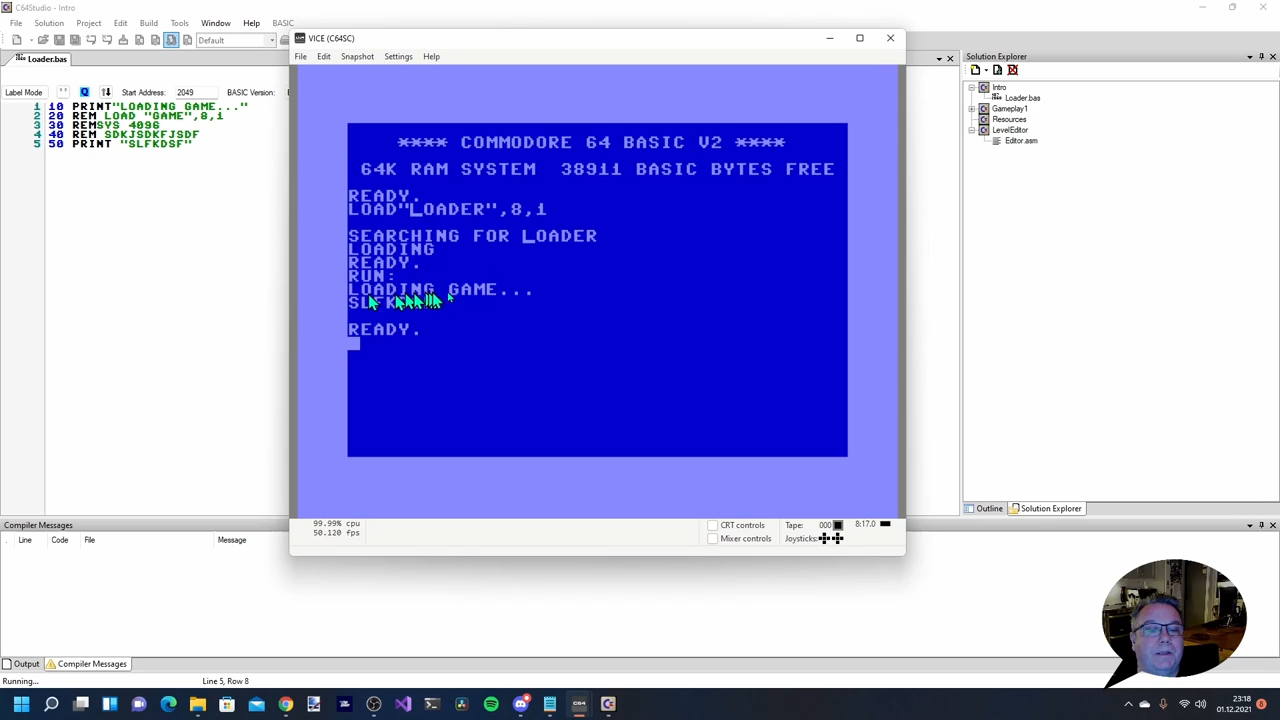 C64Studio - Intro
File Solution Project Edit Build Tools Window Help BASIC
Default
Loader.bas
Label Mode " " Q Start Address: 2049 BASIC Version:
1 10 PRINT"LOADING GAME..."
2 20 REM LOAD "GAME",8,1
3 30 REMSYS 4096
4 40 REM SDKJSDKFJSDF
5 50 PRINT "SLFKDSF"
VICE (C64SC)
File Edit Snapshot Settings Help
**** COMMODORE 64 BASIC V2 ****
64K RAM SYSTEM 38911 BASIC BYTES FREE
READY.
LOAD"LOADER",8,1
SEARCHING FOR LOADER
LOADING
READY.
RUN:
LOADING GAME...
READY.
99.99% cpu
50.120 fps
CRT controls
Mixer controls
Tape: 000
Joysticks:
8:17.0
Solution Explorer
Intro
Loader.bas
Gameplay1
Resources
LevelEditor
Editor.asm
Outline Solution Explorer
Compiler Messages
. Line Code File Message
Output Compiler Messages
Running... Line 5, Row 8
C64
23:18
01.12.2021